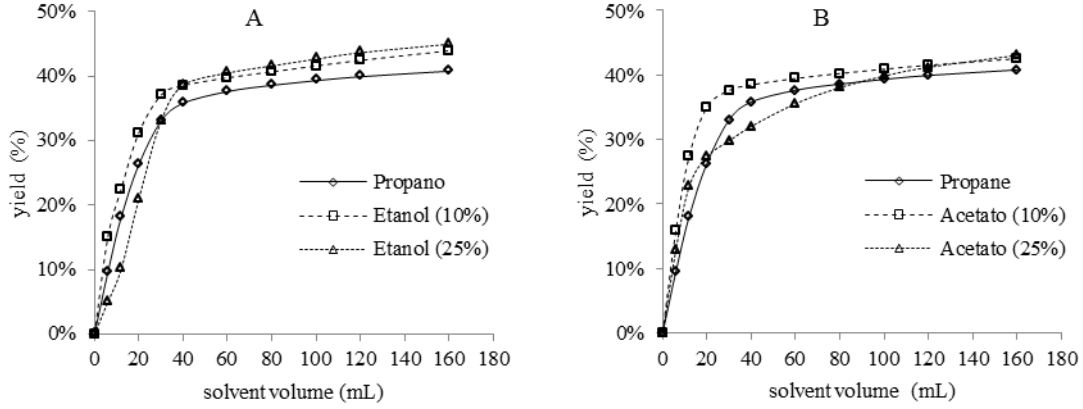 A
50%
40%
30%
20%
10%
0%
yield (%)
Propano
Etanol (10%)
Etanol (25%)
0 20 40 60 80 100 120 140 160 180
solvent volume (mL)
B
50%
40%
30%
20%
10%
0%
yield (%)
Propane
Acetato (10%)
Acetato (25%)
0 20 40 60 80 100 120 140 160 180
solvent volume (mL)